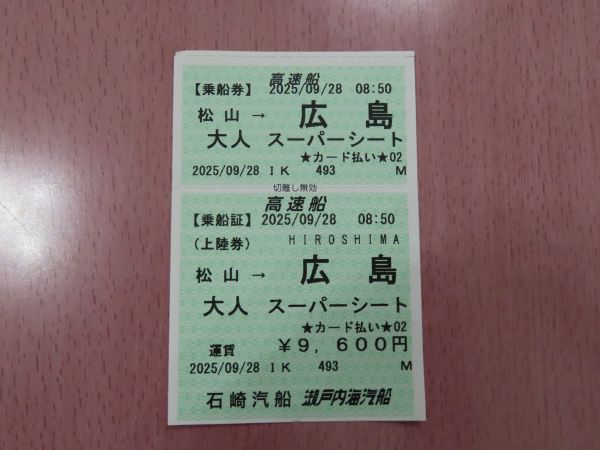 高速船
【乗船券】 2025/09/28 08:50
松山 → 広島
大人 スーパーシート
★カード払い★02
2025/09/28 IK 493 M
切離し無効
高速船
【乗船証】 2025/09/28 08:50
(上陸券) HIROSHIMA
松山 → 広島
大人 スーパーシート
★カード払い★02
運賃 ¥9,600円
2025/09/28 IK 493 M
石崎汽船 瀬戸内海汽船